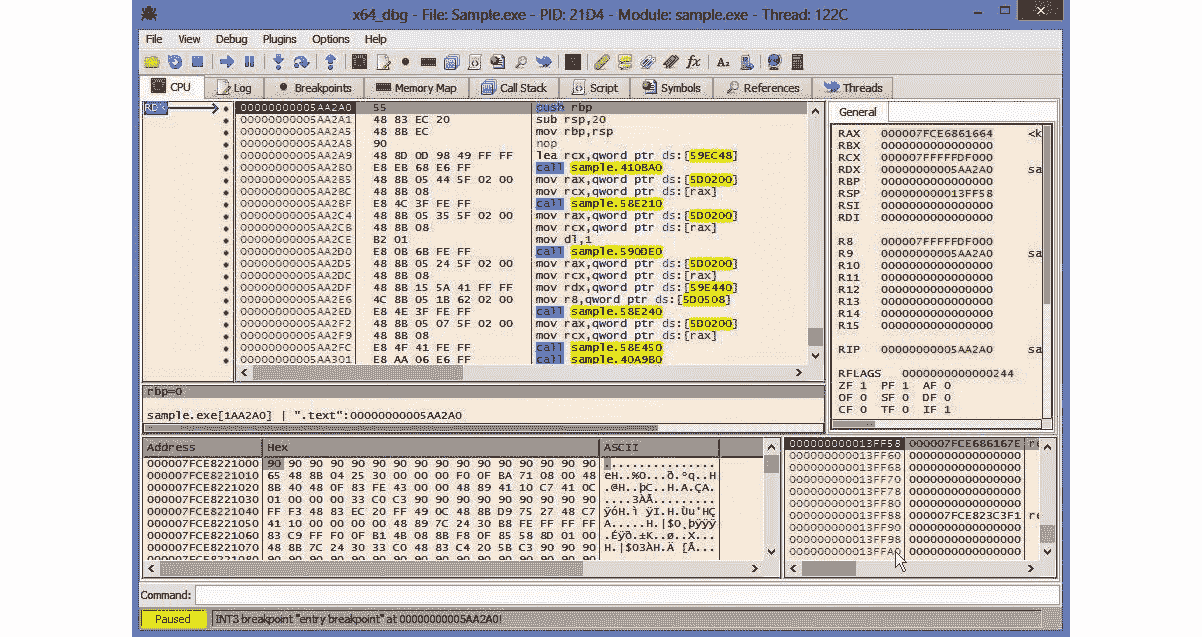 x64_dbg - File: Sample.exe - PID: 21D4 - Module: sample.exe - Thread: 122C
File View Debug Plugins Options Help
CPU Log Breakpoints Memory Map Call Stack Script Symbols References Threads
General
00000000005AA2A0 55 push rbp
00000000005AA2A1 48 83 EC 20 sub rsp,20
00000000005AA2A5 48 8B EC mov rbp,rsp
00000000005AA2A8 90 nop
00000000005AA2A9 48 8D 0D 98 49 FF FF lea rcx,qword ptr ds:[59EC48]
00000000005AA2B0 E8 EB 68 E6 FF call sample.410BA0
00000000005AA2B5 48 8B 05 44 5F 02 00 mov rax,qword ptr ds:[5D0200]
00000000005AA2BC 48 8B 08 mov rcx,qword ptr ds:[rax]
00000000005AA2BF E8 4C 3F FE FF call sample.58E210
00000000005AA2C4 48 8B 05 35 5F 02 00 mov rax,qword ptr ds:[5D0200]
00000000005AA2CB 48 8B 08 mov rcx,qword ptr ds:[rax]
00000000005AA2CE B2 01 mov dl,1
00000000005AA2D0 E8 0B 6B FE FF call sample.590DE0
00000000005AA2D5 48 8B 05 24 5F 02 00 mov rax,qword ptr ds:[5D0200]
00000000005AA2DC 48 8B 08 mov rcx,qword ptr ds:[rax]
00000000005AA2DF 48 8B 15 5A 41 FF FF mov rdx,qword ptr ds:[59E440]
00000000005AA2E6 4C 8B 05 1B 62 02 00 mov r8,qword ptr ds:[5D0508]
00000000005AA2ED E8 4E 3F FE FF call sample.58E240
00000000005AA2F2 48 8B 05 07 5F 02 00 mov rax,qword ptr ds:[5D0200]
00000000005AA2F9 48 8B 08 mov rcx,qword ptr ds:[rax]
00000000005AA2FC E8 4F 41 FE FF call sample.58E450
00000000005AA301 E8 AA 06 E6 FF call sample.40A9B0
RAX 000007FCE6861664 <k
RBX 0000000000000000
RCX 000007FFFFFDF000
RDX 00000000005AA2A0 sa
RBP 0000000000000000
RSP 000000000013FF58
RSI 0000000000000000
RDI 0000000000000000
R8 000007FFFFFDF000
R9 00000000005AA2A0 sa
R10 0000000000000000
R11 0000000000000000
R12 0000000000000000
R13 0000000000000000
R14 0000000000000000
R15 0000000000000000
RIP 00000000005AA2A0 sa
RFLAGS 0000000000000244
ZF 1 PF 1 AF 0
OF 0 SF 0 DF 0
CF 0 TF 0 IF 1
rbp=0
sample.exe[1AA2A0] | ".text":00000000005AA2A0
Address Hex ASCII
000007FCE8221000 90 90 90 90 90 90 90 90 90 90 90 90 90 90 90 90 ................
000007FCE8221010 65 48 8B 04 25 30 00 00 00 F0 0F BA 71 08 00 48 eH..%0...ð.ºq..H
000007FCE8221020 8B 40 48 0F 83 FE 43 00 00 48 89 41 10 C7 41 0C .@H..þC..H.A.ÇA.
000007FCE8221030 01 00 00 00 33 C0 C3 90 90 90 90 90 90 90 90 90 ....3ÀÃ.........
000007FCE8221040 FF F3 48 83 EC 20 FF 49 0C 48 8B D9 75 27 48 C7 ÿóH.ì ÿI.H.Ùu'HÇ
000007FCE8221050 41 10 00 00 00 00 48 89 7C 24 30 B8 FE FF FF FF A.....H.|$0¸þÿÿÿ
000007FCE8221060 83 C9 FF F0 0F B1 4B 08 8B F8 0F 85 58 8D 01 00 .Éÿð.±K..ø..X...
000007FCE8221070 48 8B 7C 24 30 33 C0 48 83 C4 20 5B C3 90 90 90 H.|$03ÀH.Ä [Ã...
000000000013FF58 000007FCE686167E re
000000000013FF60 0000000000000000
000000000013FF68 0000000000000000
000000000013FF70 0000000000000000
000000000013FF78 0000000000000000
000000000013FF80 0000000000000000
000000000013FF88 000007FCE823C3F1 re
000000000013FF90 0000000000000000
000000000013FF98 0000000000000000
000000000013FFA0 0000000000000000
Command:
Paused INT3 breakpoint "entry breakpoint" at 00000000005AA2A0!